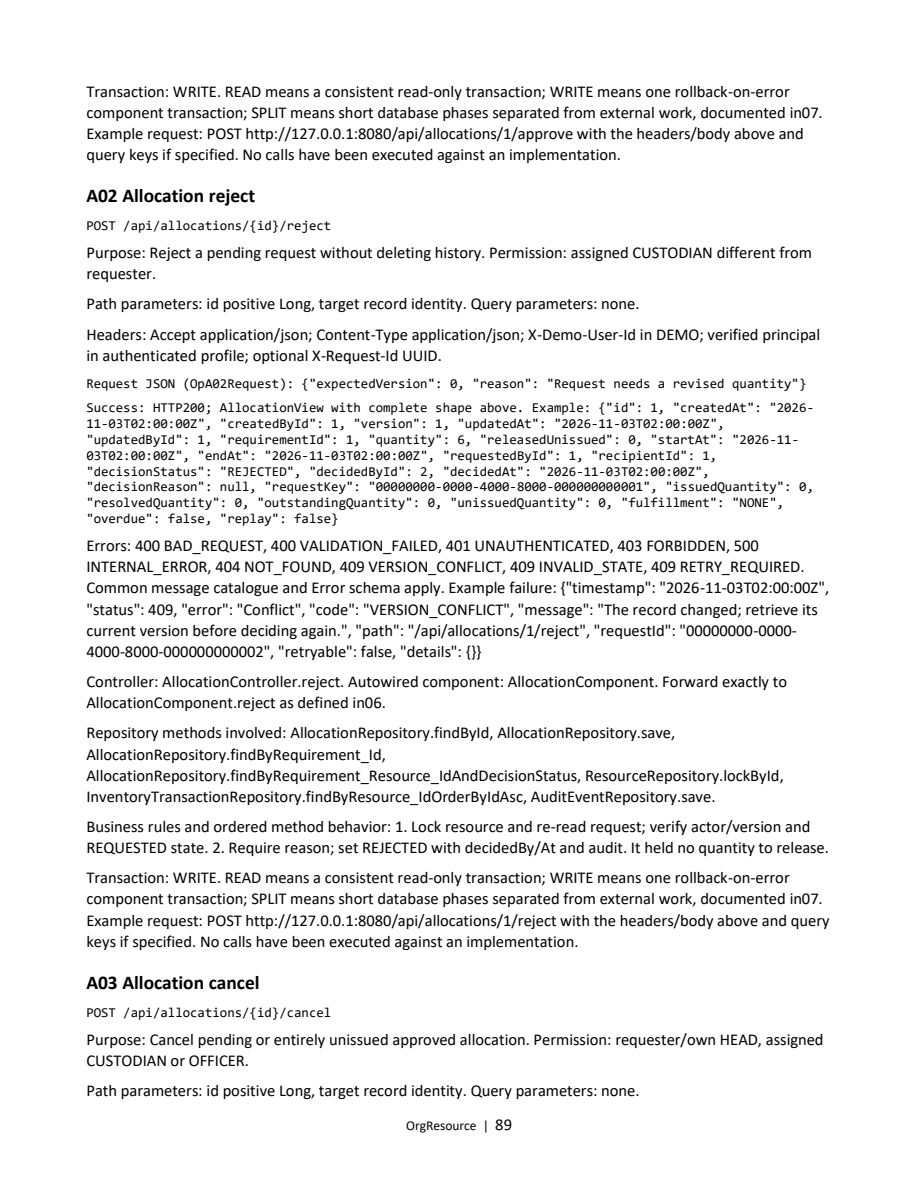 Transaction: WRITE. READ means a consistent read-only transaction; WRITE means one rollback-on-error
component transaction; SPLIT means short database phases separated from external work, documented in07.
Example request: POST http://127.0.0.1:8080/api/allocations/1/approve with the headers/body above and
query keys if specified. No calls have been executed against an implementation.
A02 Allocation reject
POST /api/allocations/{id}/reject
Purpose: Reject a pending request without deleting history. Permission: assigned CUSTODIAN different from
requester.
Path parameters: id positive Long, target record identity. Query parameters: none.
Headers: Accept application/json; Content-Type application/json; X-Demo-User-Id in DEMO; verified principal
in authenticated profile; optional X-Request-Id UUID.
Request JSON (OpA02Request): {"expectedVersion": 0, "reason": "Request needs a revised quantity"}
Success: HTTP200; AllocationView with complete shape above. Example: {"id": 1, "createdAt": "2026-
11-03T02:00:00Z", "createdById": 1, "version": 1, "updatedAt": "2026-11-03T02:00:00Z",
"updatedById": 1, "requirementId": 1, "quantity": 6, "releasedUnissued": 0, "startAt": "2026-11-
03T02:00:00Z", "endAt": "2026-11-03T02:00:00Z", "requestedById": 1, "recipientId": 1,
"decisionStatus": "REJECTED", "decidedById": 2, "decidedAt": "2026-11-03T02:00:00Z",
"decisionReason": null, "requestKey": "00000000-0000-4000-8000-000000000001", "issuedQuantity": 0,
"resolvedQuantity": 0, "outstandingQuantity": 0, "unissuedQuantity": 0, "fulfillment": "NONE",
"overdue": false, "replay": false}
Errors: 400 BAD_REQUEST, 400 VALIDATION_FAILED, 401 UNAUTHENTICATED, 403 FORBIDDEN, 500
INTERNAL_ERROR, 404 NOT_FOUND, 409 VERSION_CONFLICT, 409 INVALID_STATE, 409 RETRY_REQUIRED.
Common message catalogue and Error schema apply. Example failure: {"timestamp": "2026-11-03T02:00:00Z",
"status": 409, "error": "Conflict", "code": "VERSION_CONFLICT", "message": "The record changed; retrieve its
current version before deciding again.", "path": "/api/allocations/1/reject", "requestId": "00000000-0000-
4000-8000-000000000002", "retryable": false, "details": {}}
Controller: AllocationController.reject. Autowired component: AllocationComponent. Forward exactly to
AllocationComponent.reject as defined in06.
Repository methods involved: AllocationRepository.findById, AllocationRepository.save,
AllocationRepository.findByRequirement_Id,
AllocationRepository.findByRequirement_Resource_IdAndDecisionStatus, ResourceRepository.lockById,
InventoryTransactionRepository.findByResource_IdOrderByIdAsc, AuditEventRepository.save.
Business rules and ordered method behavior: 1. Lock resource and re-read request; verify actor/version and
REQUESTED state. 2. Require reason; set REJECTED with decidedBy/At and audit. It held no quantity to release.
Transaction: WRITE. READ means a consistent read-only transaction; WRITE means one rollback-on-error
component transaction; SPLIT means short database phases separated from external work, documented in07.
Example request: POST http://127.0.0.1:8080/api/allocations/1/reject with the headers/body above and query
keys if specified. No calls have been executed against an implementation.
A03 Allocation cancel
POST /api/allocations/{id}/cancel
Purpose: Cancel pending or entirely unissued approved allocation. Permission: requester/own HEAD, assigned
CUSTODIAN or OFFICER.
Path parameters: id positive Long, target record identity. Query parameters: none.
OrgResource | 89